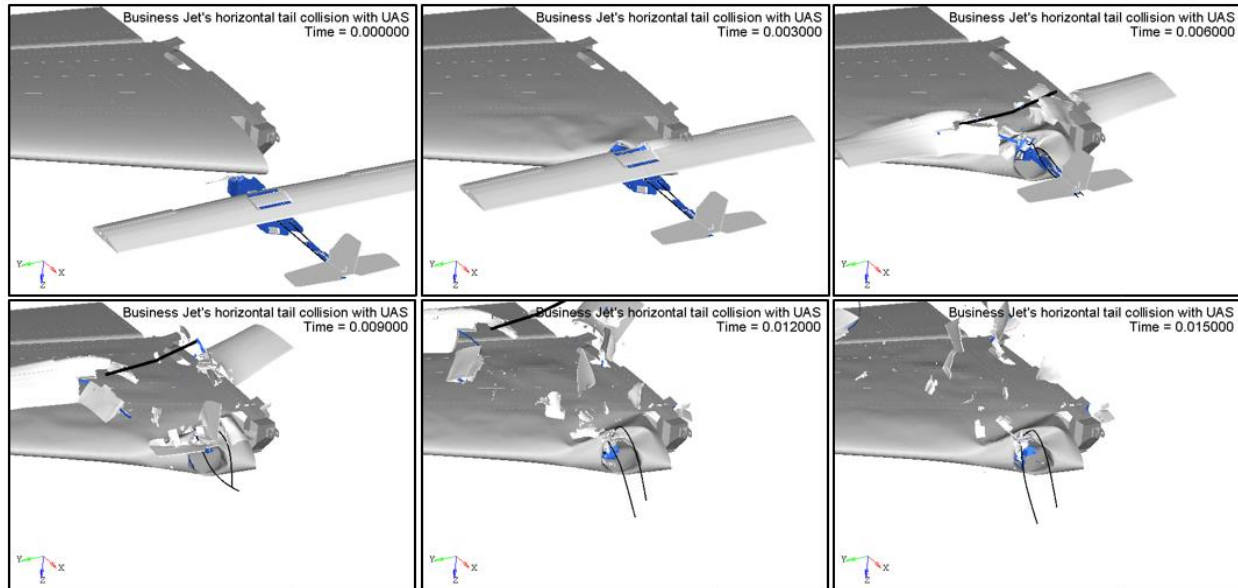 Business Jet's horizontal tail collision with UAS
Time = 0.000000
Y
X
Z
Business Jet's horizontal tail collision with UAS
Time = 0.003000
Y
X
Z
Business Jet's horizontal tail collision with UAS
Time = 0.006000
Y
X
Z
Business Jet's horizontal tail collision with UAS
Time = 0.009000
Y
X
Z
Business Jet's horizontal tail collision with UAS
Time = 0.012000
Y
X
Z
Business Jet's horizontal tail collision with UAS
Time = 0.015000
Y
X
Z